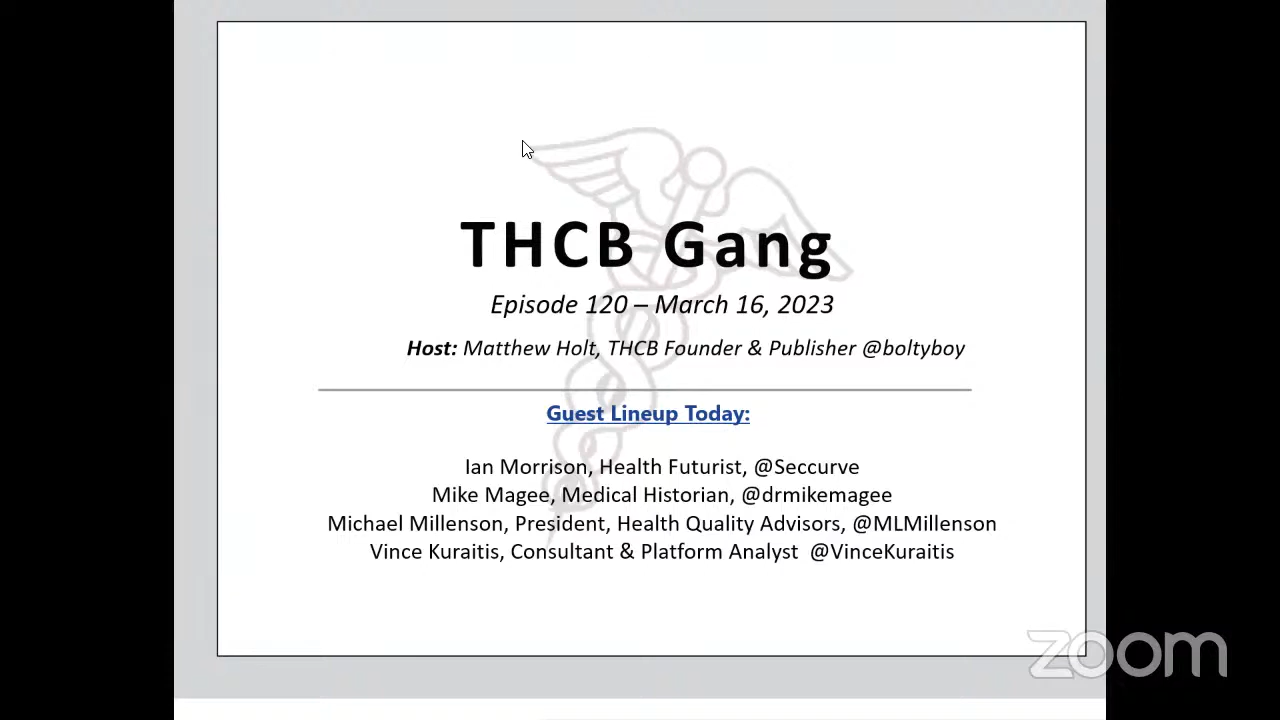 THCB Gang
Episode 120 – March 16, 2023
Host: Matthew Holt, THCB Founder & Publisher @boltyboy
Guest Lineup Today:
Ian Morrison, Health Futurist, @Seccurve
Mike Magee, Medical Historian, @drmikemagee
Michael Millenson, President, Health Quality Advisors, @MLMillenson
Vince Kuraitis, Consultant & Platform Analyst @VinceKuraitis
zoom